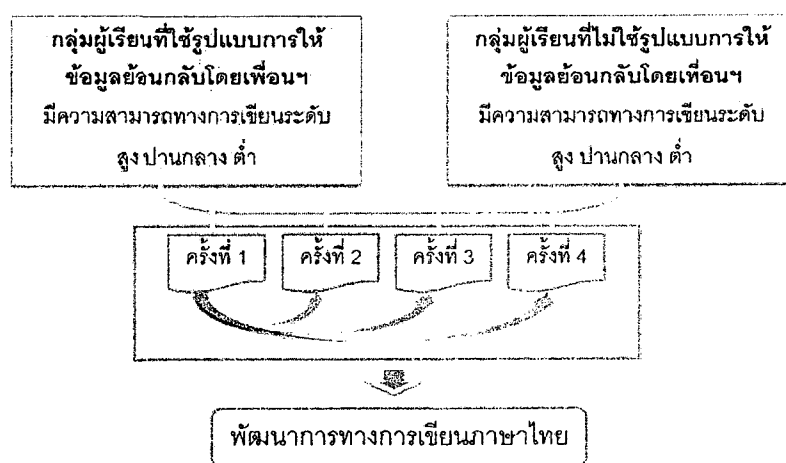 กลุ่มผู้เรียนที่ใช้รูปแบบการให้
ข้อมูลย้อนกลับโดยเพื่อนฯ
มีความสามารถทางการเขียนระดับ
สูง ปานกลาง ต่ำ
กลุ่มผู้เรียนที่ไม่ใช้รูปแบบการให้
ข้อมูลย้อนกลับโดยเพื่อนฯ
มีความสามารถทางการเขียนระดับ
สูง ปานกลาง ต่ำ
ครั้งที่ 1 ครั้งที่ 2 ครั้งที่ 3 ครั้งที่ 4
พัฒนาการทางการเขียนภาษาไทย